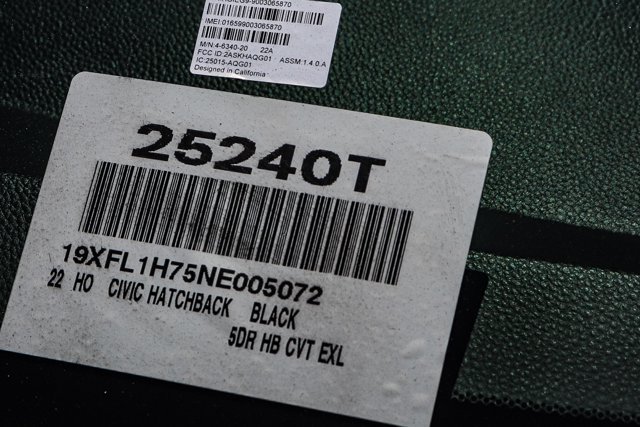 IMEI:016599003065870
M/N:4-6340-20 22A
FCC ID:2ASKHAQG01 ASSM:1.4.0.A
IC:25015-AQG01
Designed in California
25240T
19XFL1H75NE005072
22 HO CIVIC HATCHBACK BLACK
5DR HB CVT EXL